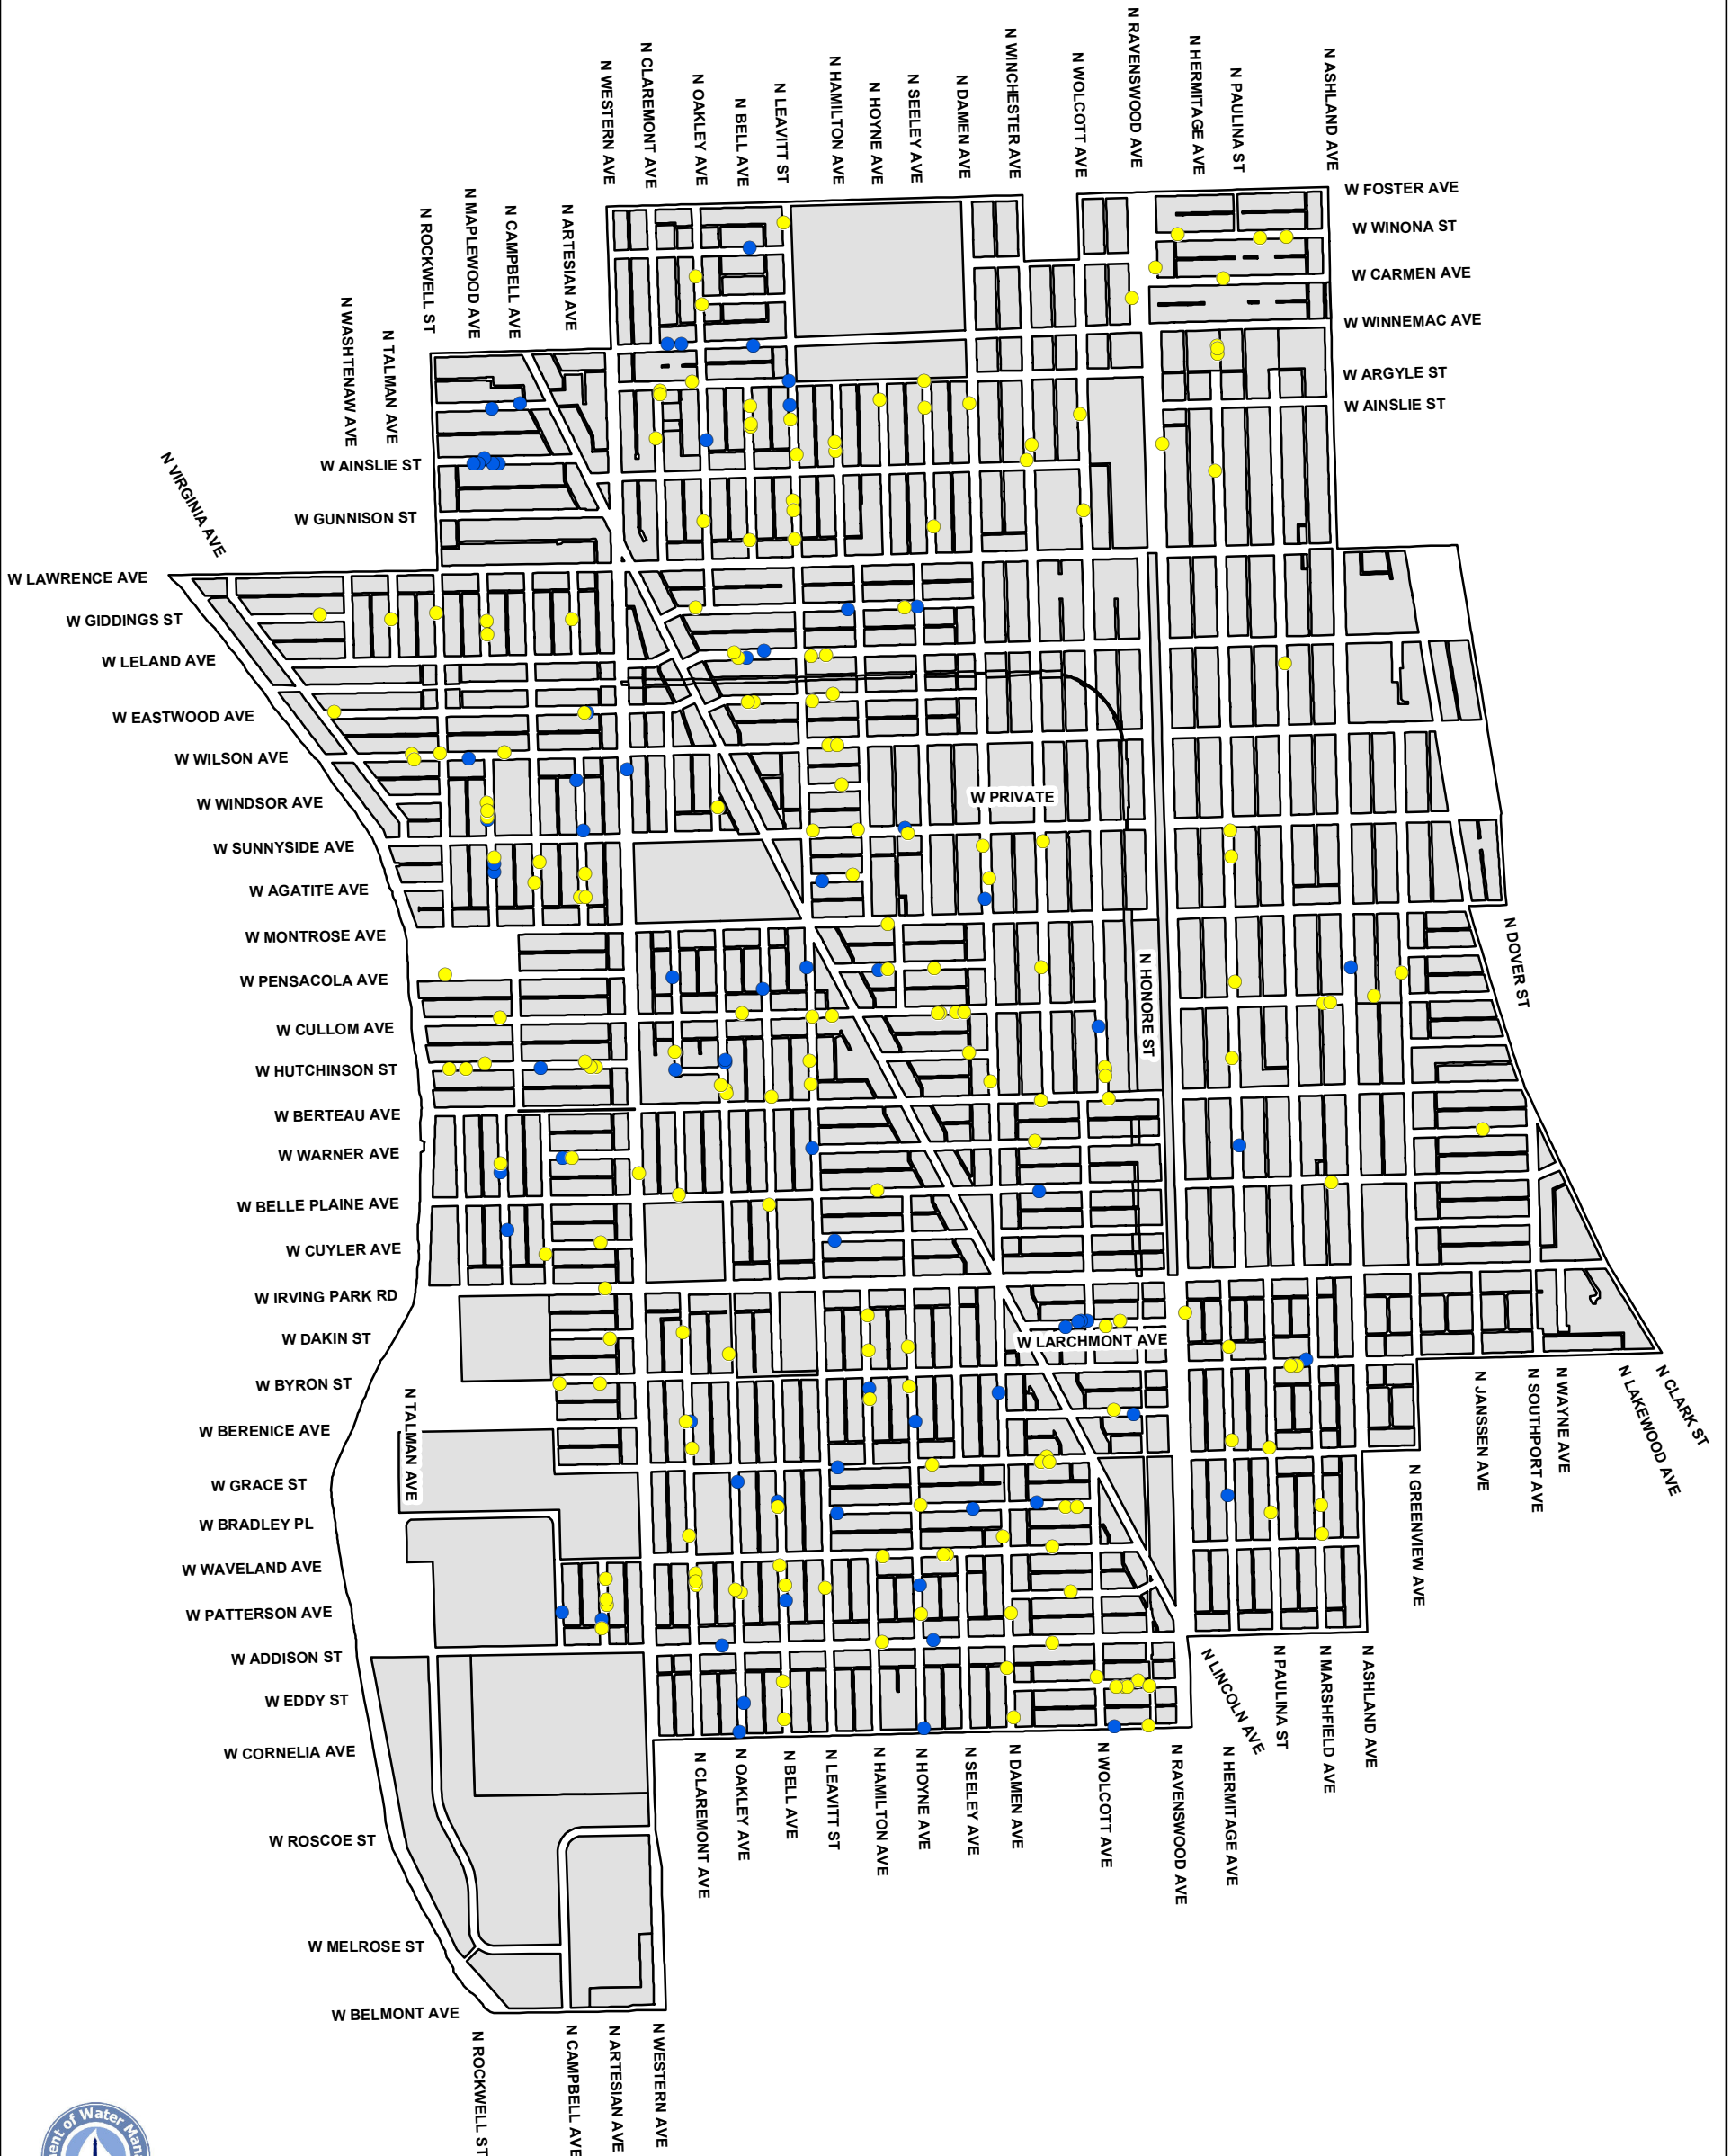 N WESTERN AVE
N CLAREMONT AVE
N OAKLEY AVE
N BELL AVE
N LEAVITT ST
N HAMILTON AVE
N HOYNE AVE
N SEELEY AVE
N DAMEN AVE
N WINCHESTER AVE
N WOLCOTT AVE
N RAVENSWOOD AVE
N HERMITAGE AVE
N PAULINA ST
N ASHLAND AVE
W FOSTER AVE
W WINONA ST
W CARMEN AVE
W WINNEMAC AVE
W ARGYLE ST
W AINSLIE ST
N VIRGINIA AVE
N WASHTENAW AVE
N TALMAN AVE
N ROCKWELL ST
N MAPLEWOOD AVE
N CAMPBELL AVE
N ARTESIAN AVE
W AINSLIE ST
W GUNNISON ST
W LAWRENCE AVE
W GIDDINGS ST
W LELAND AVE
W EASTWOOD AVE
W WILSON AVE
W WINDSOR AVE
W PRIVATE
W SUNNYSIDE AVE
W AGATITE AVE
W MONTROSE AVE
W PENSACOLA AVE
W CULLOM AVE
W HUTCHINSON ST
W BERTEAU AVE
W WARNER AVE
W BELLE PLAINE AVE
W CUYLER AVE
W IRVING PARK RD
W DAKIN ST
W BYRON ST
W BERENICE AVE
W GRACE ST
W BRADLEY PL
W WAVELAND AVE
W PATTERSON AVE
W ADDISON ST
W EDDY ST
W CORNELIA AVE
W ROSCOE ST
W MELROSE ST
W BELMONT AVE
N HONORE ST
N DOVER ST
W LARCHMONT AVE
N TALMAN AVE
N JANSSEN AVE
N SOUTHPORT AVE
N WAYNE AVE
N LAKEWOOD AVE
N CLARK ST
N GREENVIEW AVE
N LINCOLN AVE
N PAULINA ST
N MARSHFIELD AVE
N ASHLAND AVE
N CLAREMONT AVE
N OAKLEY AVE
N BELL AVE
N LEAVITT ST
N HAMILTON AVE
N HOYNE AVE
N SEELEY AVE
N DAMEN AVE
N WOLCOTT AVE
N RAVENSWOOD AVE
N HERMITAGE AVE
N ROCKWELL ST
N CAMPBELL AVE
N ARTESIAN AVE
N WESTERN AVE
of Water